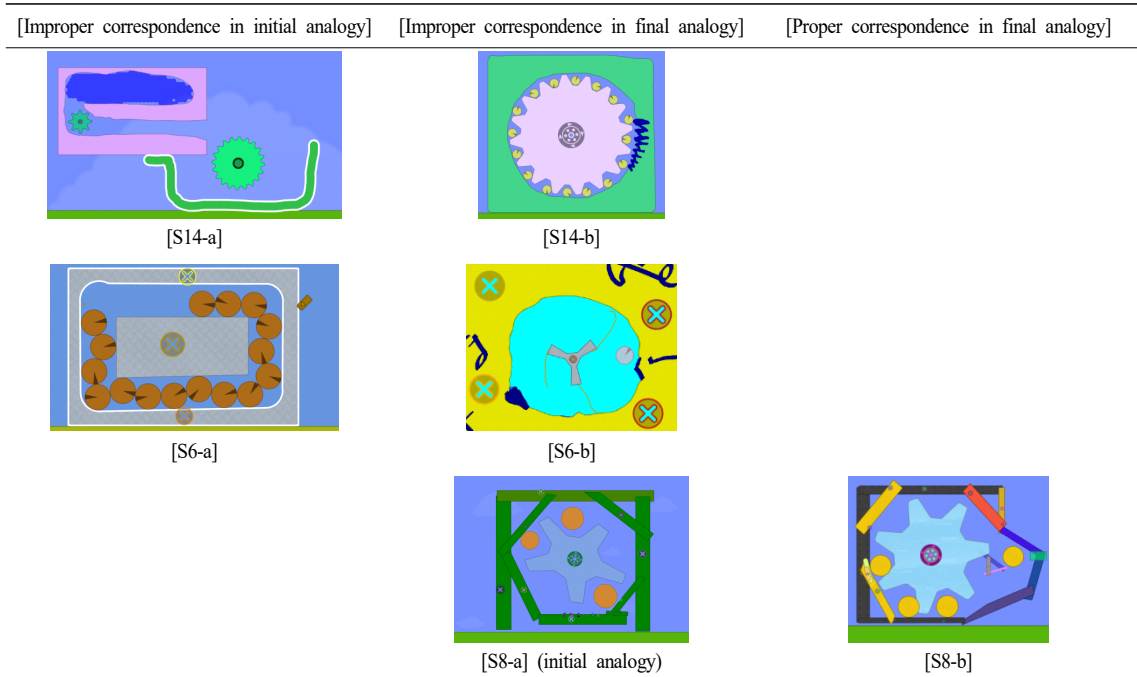 [Improper correspondence in initial analogy] [Improper correspondence in final analogy] [Proper correspondence in final analogy]
[S14-a] [S14-b]
[S6-a] [S6-b]
[S8-a] (initial analogy) [S8-b]